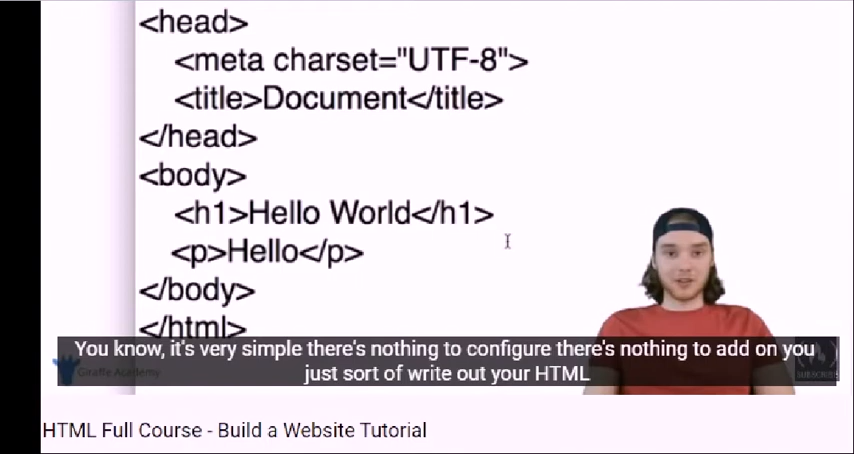 <head>
<meta charset="UTF-8">
<title>Document</title>
</head>
<body>
<h1>Hello World</h1>
<p>Hello</p>
</body>
</html>
You know, it's very simple there's nothing to configure there's nothing to add on you
just sort of write out your HTML
Giraffe Academy
SUBSCRIBE
HTML Full Course - Build a Website Tutorial